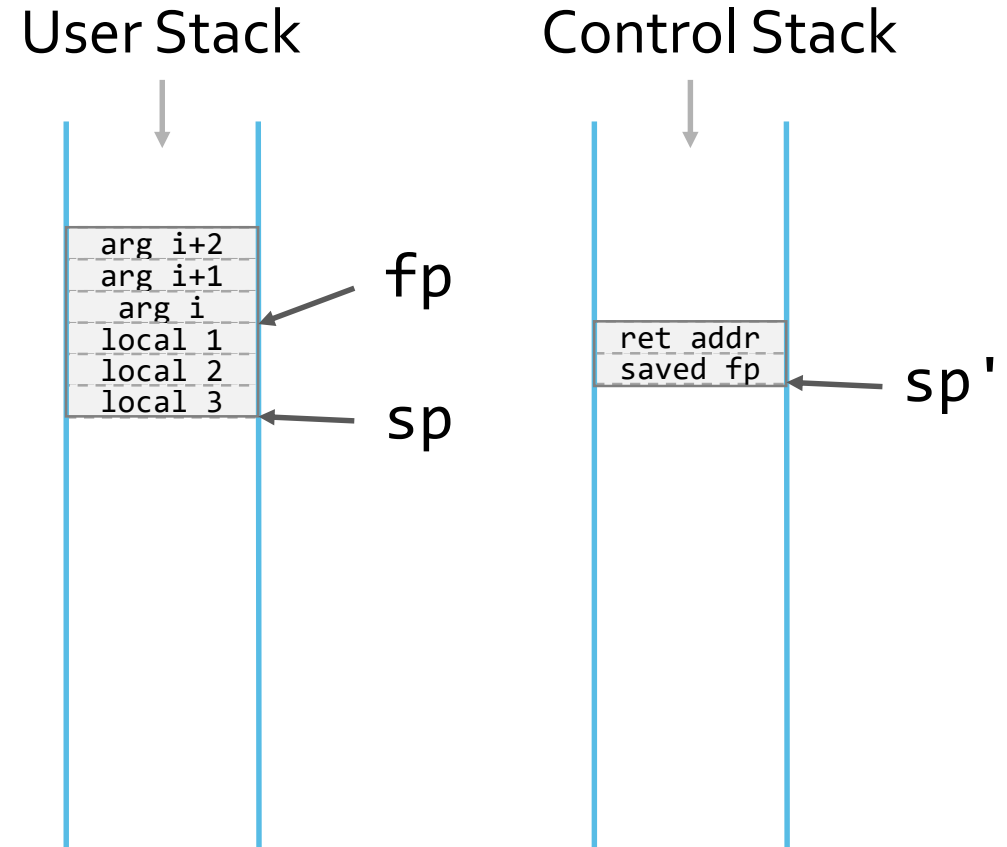 User Stack
arg i+2
arg i+1
arg i
local 1
local 2
local 3
fp
sp
Control Stack
ret addr
saved fp
sp'